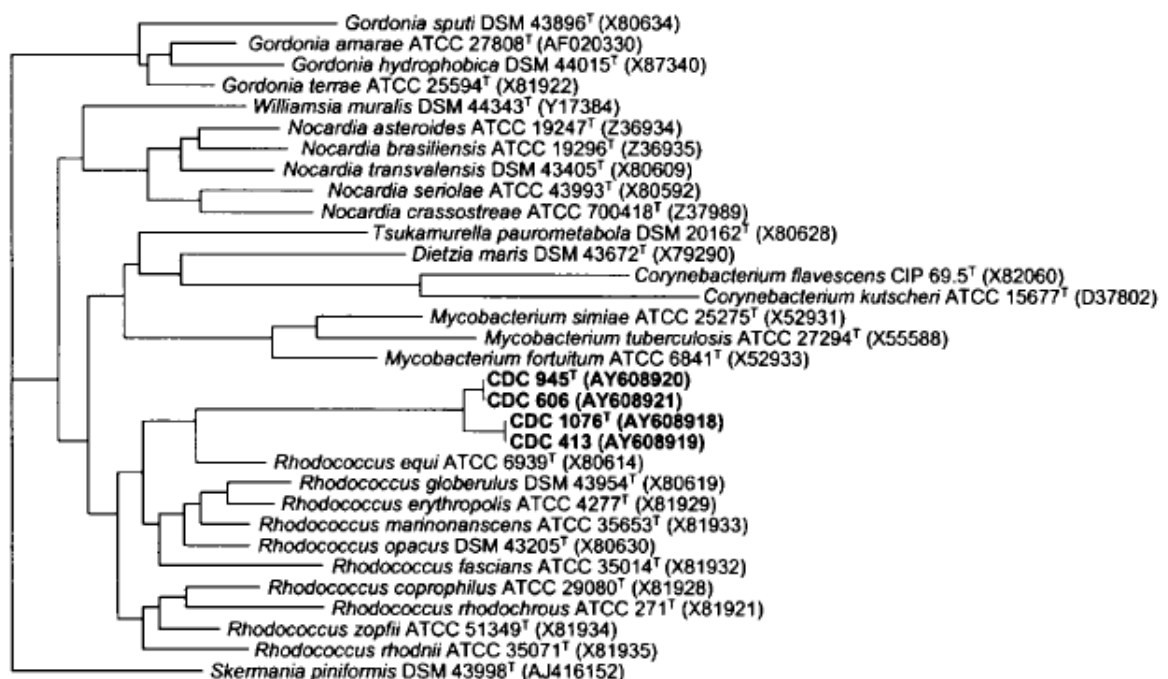 Gordonia sputi DSM 43896ᵀ (X80634)
Gordonia amarae ATCC 27808ᵀ (AF020330)
Gordonia hydrophobica DSM 44015ᵀ (X87340)
Gordonia terrae ATCC 25594ᵀ (X81922)
Williamsia muralis DSM 44343ᵀ (Y17384)
Nocardia asteroides ATCC 19247ᵀ (Z36934)
Nocardia brasiliensis ATCC 19296ᵀ (Z36935)
Nocardia transvalensis DSM 43405ᵀ (X80609)
Nocardia seriolae ATCC 43993ᵀ (X80592)
Nocardia crassostreae ATCC 700418ᵀ (Z37989)
Tsukamurella paurometabola DSM 20162ᵀ (X80628)
Dietzia maris DSM 43672ᵀ (X79290)
Corynebacterium flavescens CIP 69.5ᵀ (X82060)
Corynebacterium kutscheri ATCC 15677ᵀ (D37802)
Mycobacterium simiae ATCC 25275ᵀ (X52931)
Mycobacterium tuberculosis ATCC 27294ᵀ (X55588)
Mycobacterium fortuitum ATCC 6841ᵀ (X52933)
CDC 945ᵀ (AY608920)
CDC 606 (AY608921)
CDC 1076ᵀ (AY608918)
CDC 413 (AY608919)
Rhodococcus equi ATCC 6939ᵀ (X80614)
Rhodococcus globerulus DSM 43954ᵀ (X80619)
Rhodococcus erythropolis ATCC 4277ᵀ (X81929)
Rhodococcus marinonanscens ATCC 35653ᵀ (X81933)
Rhodococcus opacus DSM 43205ᵀ (X80630)
Rhodococcus fascians ATCC 35014ᵀ (X81932)
Rhodococcus coprophilus ATCC 29080ᵀ (X81928)
Rhodococcus rhodochrous ATCC 271ᵀ (X81921)
Rhodococcus zopfii ATCC 51349ᵀ (X81934)
Rhodococcus rhodnii ATCC 35071ᵀ (X81935)
Skermania piniformis DSM 43998ᵀ (AJ416152)